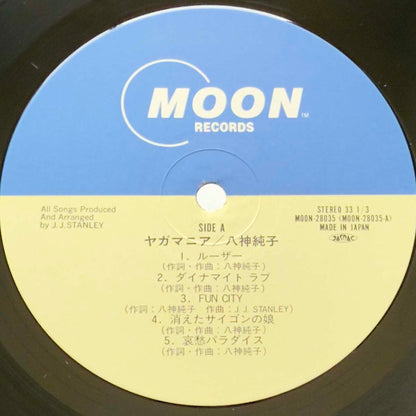 MOON™
RECORDS
All Songs Produced
And Arranged
by J.J.STANLEY
STEREO 33 1/3
MOON-28035 (MOON-28035-A)
MADE IN JAPAN
SIDE A
ヤガマニア／八神純子
1. ルーザー
(作詞・作曲：八神純子)
2. ダイナマイト ラブ
(作詞・作曲：八神純子)
3. FUN CITY
(作詞：八神純子 作曲：J.J.STANLEY)
4. 消えたサイゴンの娘
(作詞・作曲：八神純子)
5. 哀愁パラダイス
(作詞・作曲：八神純子)